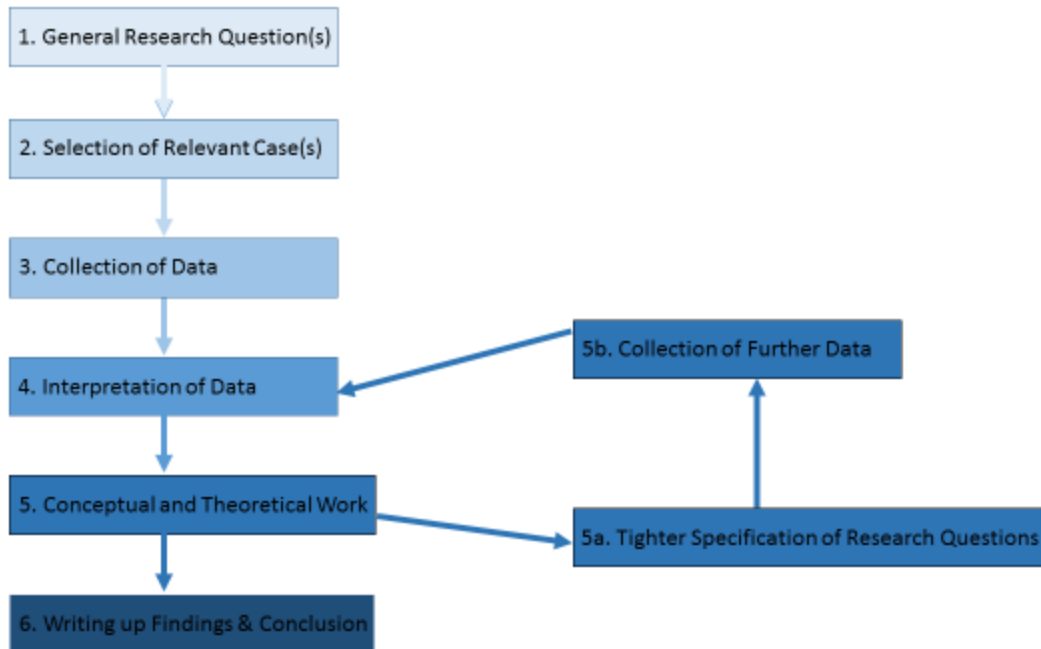 1. General Research Question(s)
2. Selection of Relevant Case(s)
3. Collection of Data
4. Interpretation of Data
5. Conceptual and Theoretical Work
6. Writing up Findings & Conclusion
5b. Collection of Further Data
5a. Tighter Specification of Research Questions